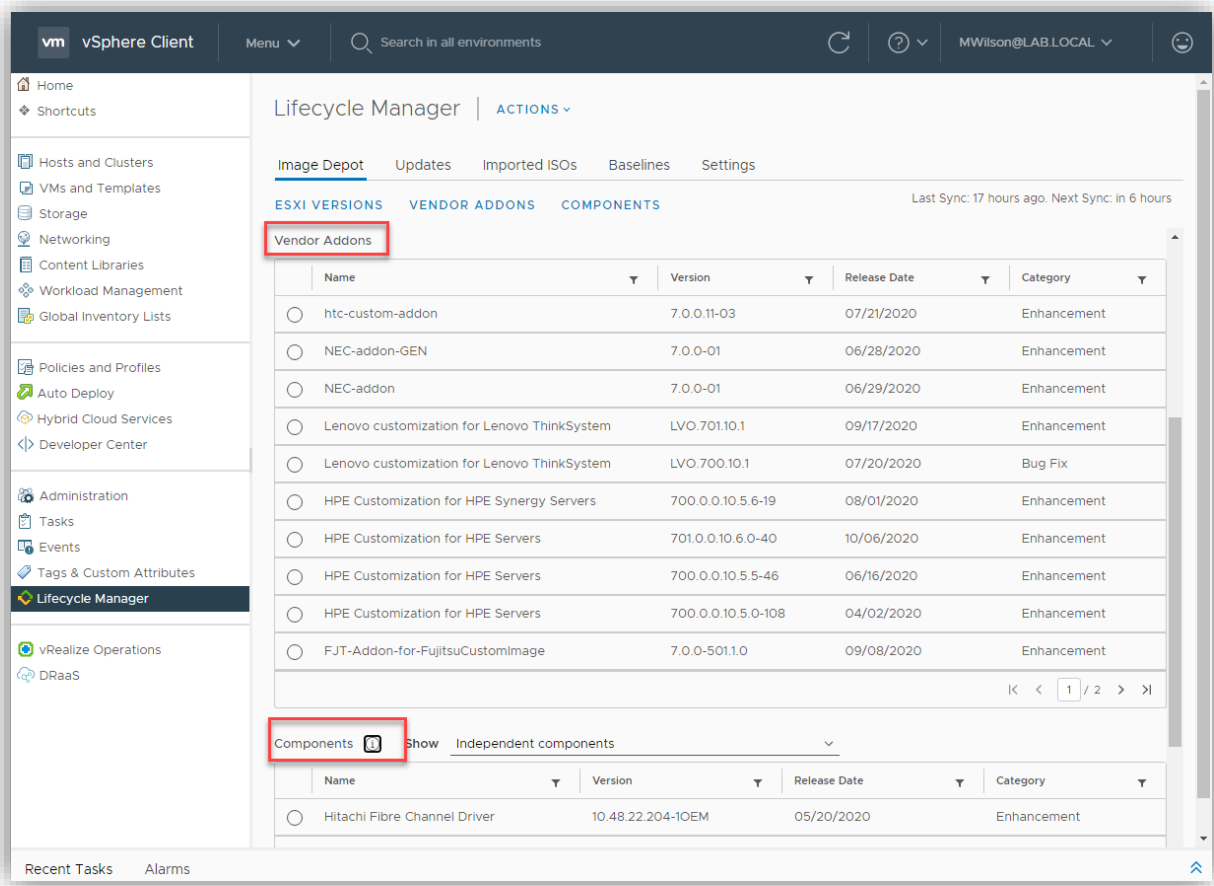 vm vSphere Client Menu Search in all environments MWilson@LAB.LOCAL
Home
Shortcuts
Hosts and Clusters
VMs and Templates
Storage
Networking
Content Libraries
Workload Management
Global Inventory Lists
Policies and Profiles
Auto Deploy
Hybrid Cloud Services
Developer Center
Administration
Tasks
Events
Tags & Custom Attributes
Lifecycle Manager
vRealize Operations
DRaaS
Lifecycle Manager ACTIONS
Image Depot Updates Imported ISOs Baselines Settings
ESXI VERSIONS VENDOR ADDONS COMPONENTS Last Sync: 17 hours ago. Next Sync: in 6 hours
Vendor Addons
Name Version Release Date Category
htc-custom-addon 7.0.0.11-03 07/21/2020 Enhancement
NEC-addon-GEN 7.0.0-01 06/28/2020 Enhancement
NEC-addon 7.0.0-01 06/29/2020 Enhancement
Lenovo customization for Lenovo ThinkSystem LVO.701.10.1 09/17/2020 Enhancement
Lenovo customization for Lenovo ThinkSystem LVO.700.10.1 07/20/2020 Bug Fix
HPE Customization for HPE Synergy Servers 700.0.0.10.5.6-19 08/01/2020 Enhancement
HPE Customization for HPE Servers 701.0.0.10.6.0-40 10/06/2020 Enhancement
HPE Customization for HPE Servers 700.0.0.10.5.5-46 06/16/2020 Enhancement
HPE Customization for HPE Servers 700.0.0.10.5.0-108 04/02/2020 Enhancement
FJT-Addon-for-FujitsuCustomImage 7.0.0-501.1.0 09/08/2020 Enhancement
1 / 2
Components Show Independent components
Name Version Release Date Category
Hitachi Fibre Channel Driver 10.48.22.204-1OEM 05/20/2020 Enhancement
Recent Tasks Alarms